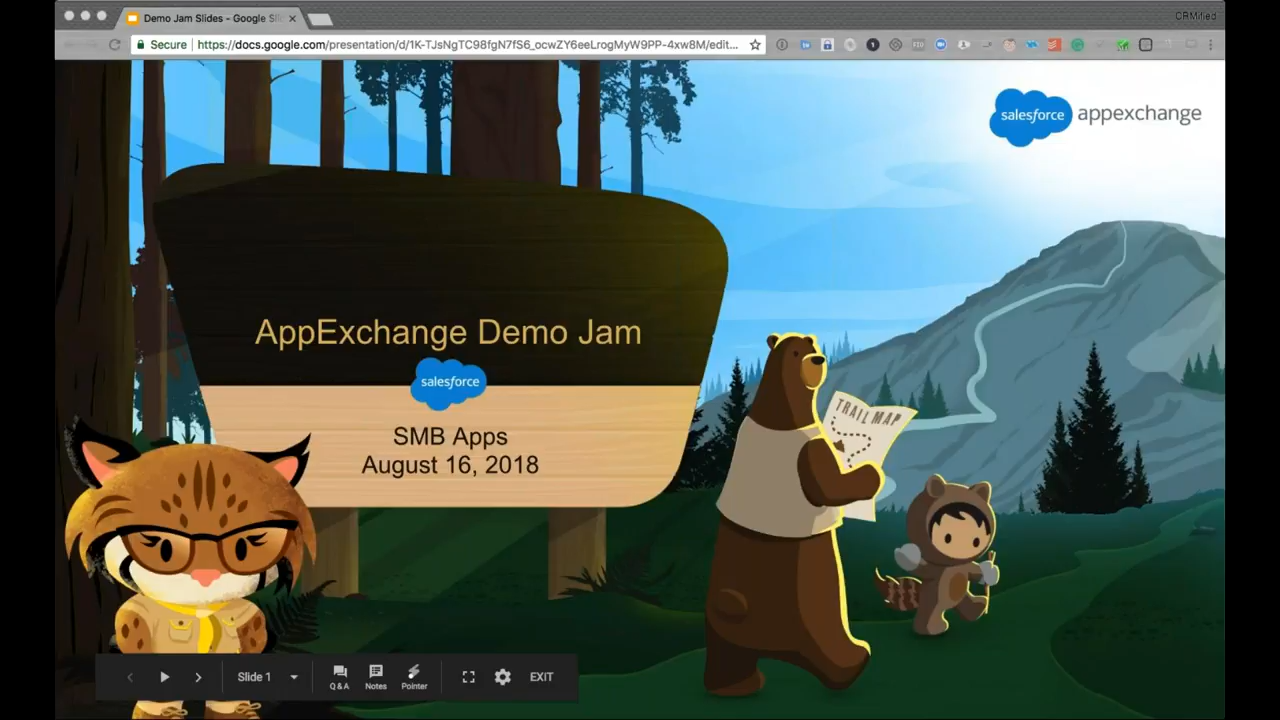 Demo Jam Slides - Google Sli
CRMified
Secure
https://docs.google.com/presentation/d/1K-TJsNgTC98fgN7fS6_ocwZY6eeLrogMyW9PP-4xw8M/edit...
salesforce appexchange
AppExchange Demo Jam
salesforce
SMB Apps
August 16, 2018
TRAIL MAP
Slide 1
Q & A
Notes
Pointer
EXIT